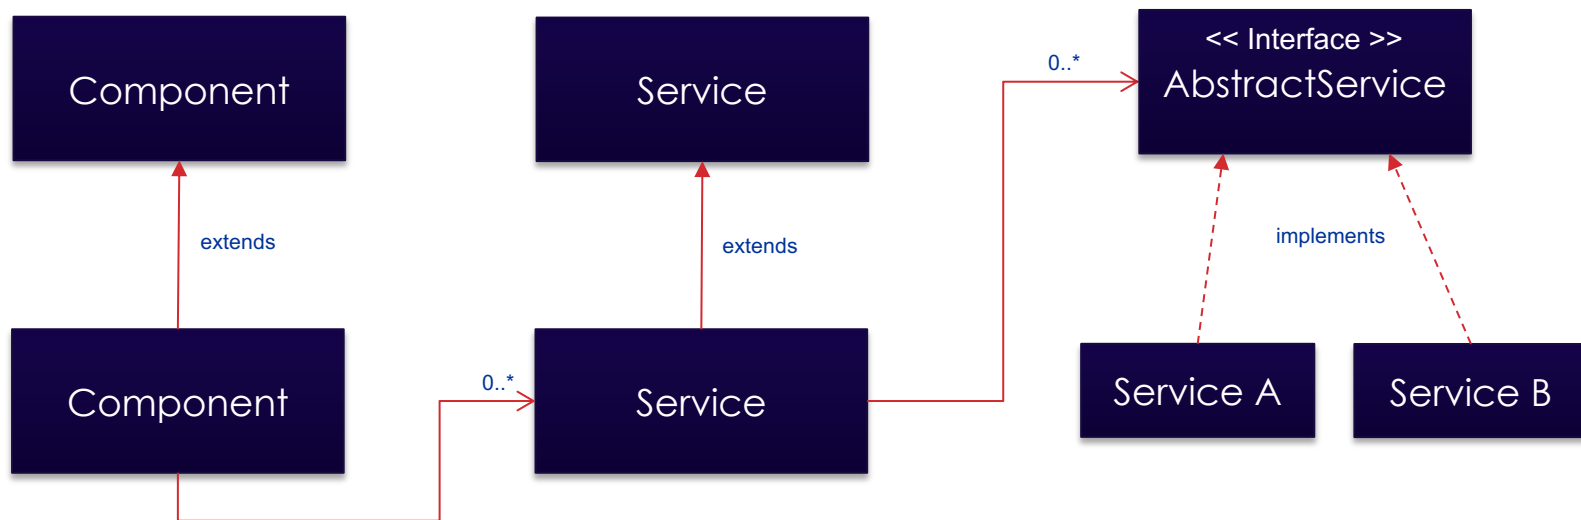 Component
Service
<< Interface >>
AbstractService
0..*
extends
extends
implements
Component
0..*
Service
Service A
Service B